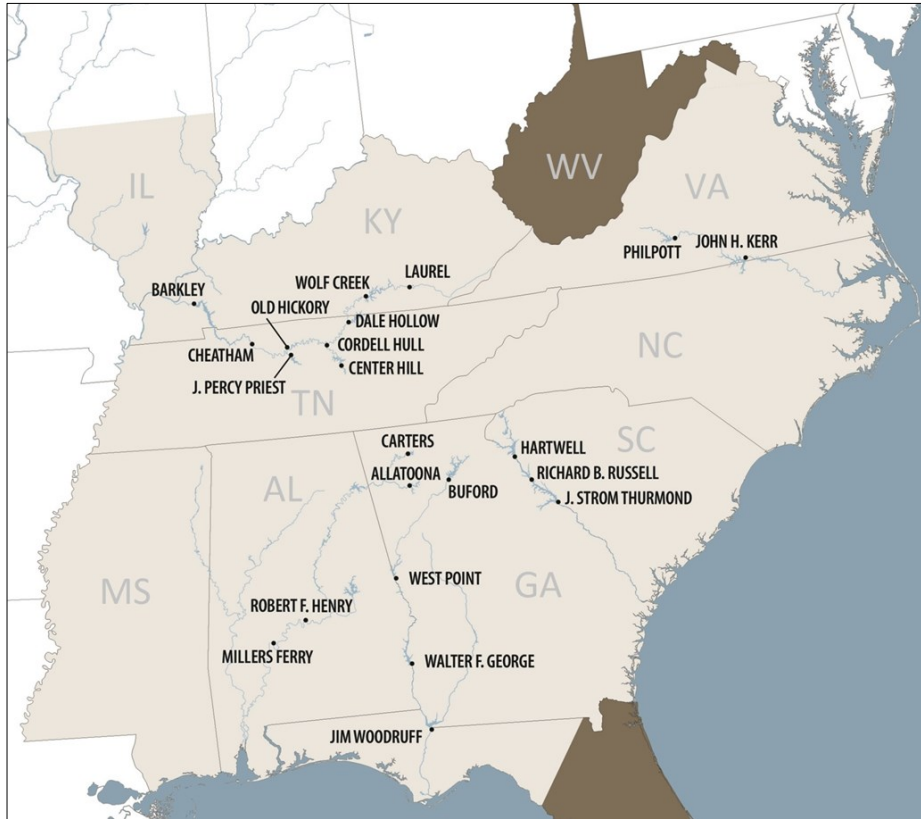 WV
IL
VA
KY
PHILPOTT
JOHN H. KERR
LAUREL
WOLF CREEK
BARKLEY
OLD HICKORY
DALE HOLLOW
CORDELL HULL
CHEATHAM
CENTER HILL
J. PERCY PRIEST
NC
TN
CARTERS
SC
HARTWELL
ALLATOONA
RICHARD B. RUSSELL
AL
BUFORD
J. STROM THURMOND
WEST POINT
GA
MS
ROBERT F. HENRY
MILLERS FERRY
WALTER F. GEORGE
JIM WOODRUFF